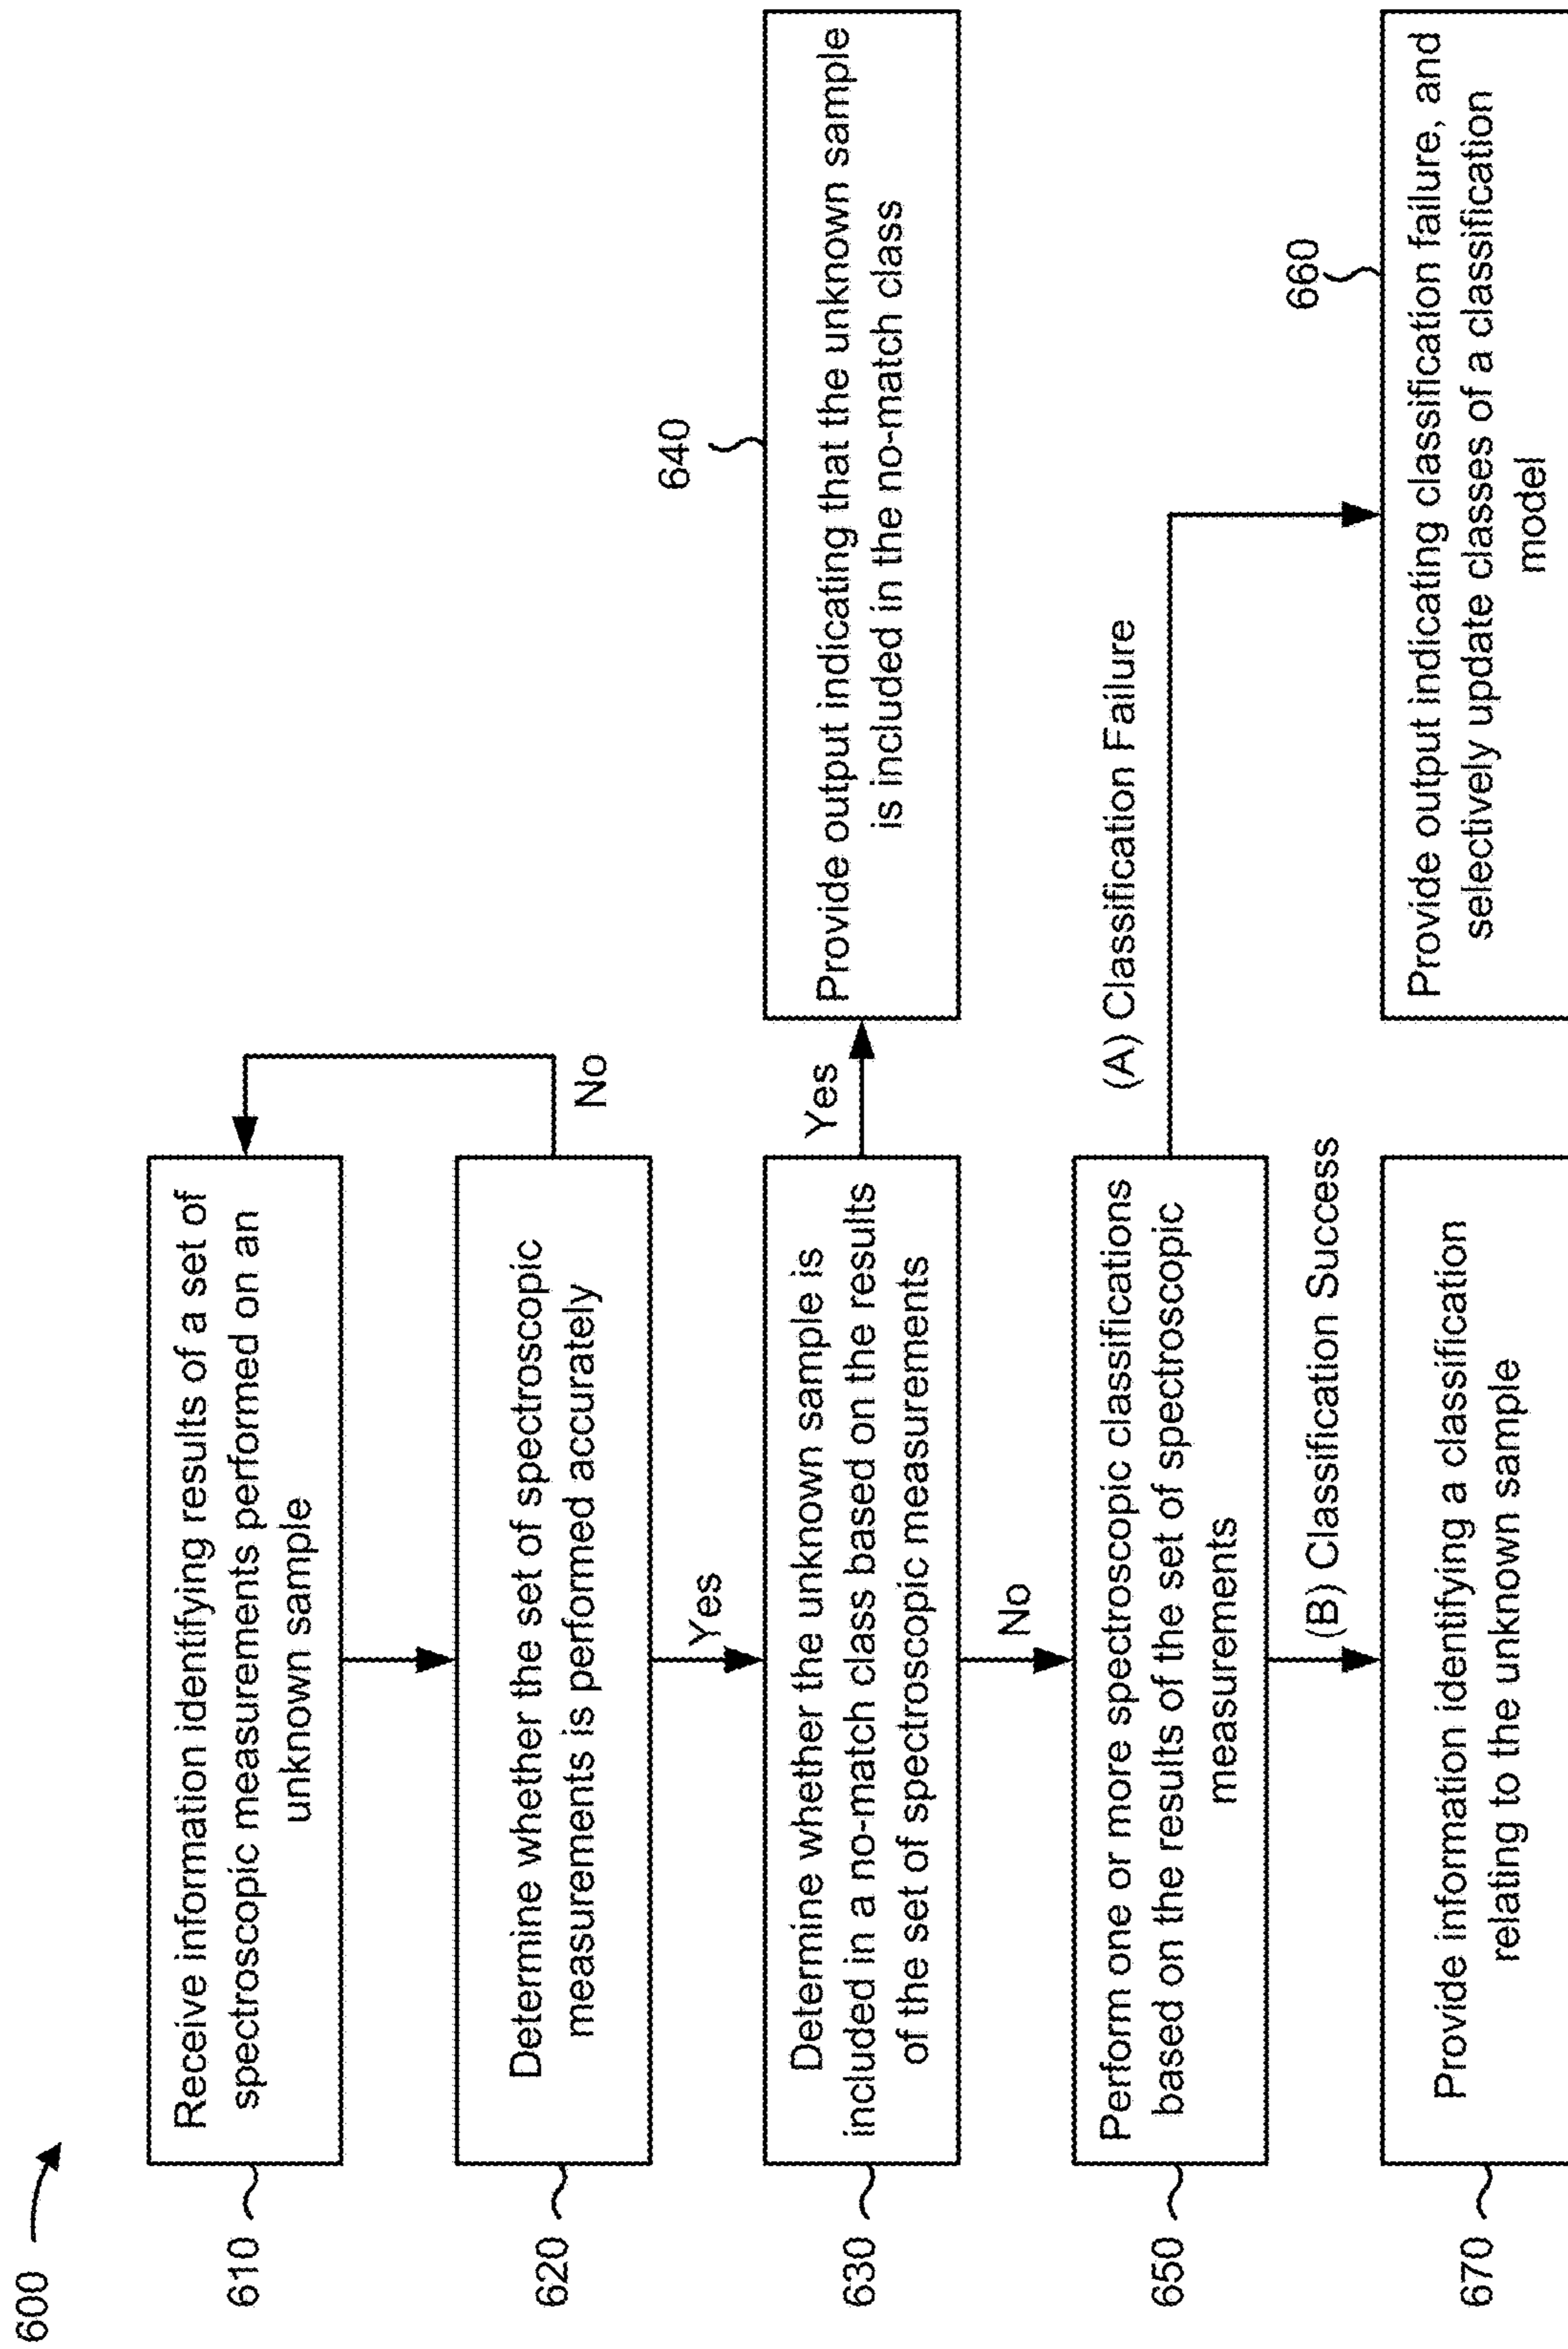 600
610
Receive information identifying results of a set of
spectroscopic measurements performed on an
unknown sample
620
Determine whether the set of spectroscopic
measurements is performed accurately
No
Yes
630
Determine whether the unknown sample is
included in a no-match class based on the results
of the set of spectroscopic measurements
Yes
640
Provide output indicating that the unknown sample
is included in the no-match class
No
650
Perform one or more spectroscopic classifications
based on the results of the set of spectroscopic
measurements
(A) Classification Failure
660
Provide output indicating classification failure, and
selectively update classes of a classification
model
(B) Classification Success
670
Provide information identifying a classification
relating to the unknown sample